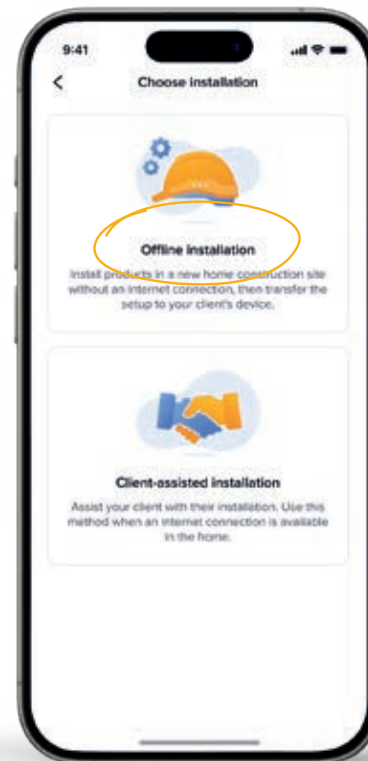 9:41
Choose installation
Offline installation
Install products in a new home construction site
without an internet connection, then transfer the
setup to your client's device.
Client-assisted installation
Assist your client with their installation. Use this
method when an internet connection is available
in the home.